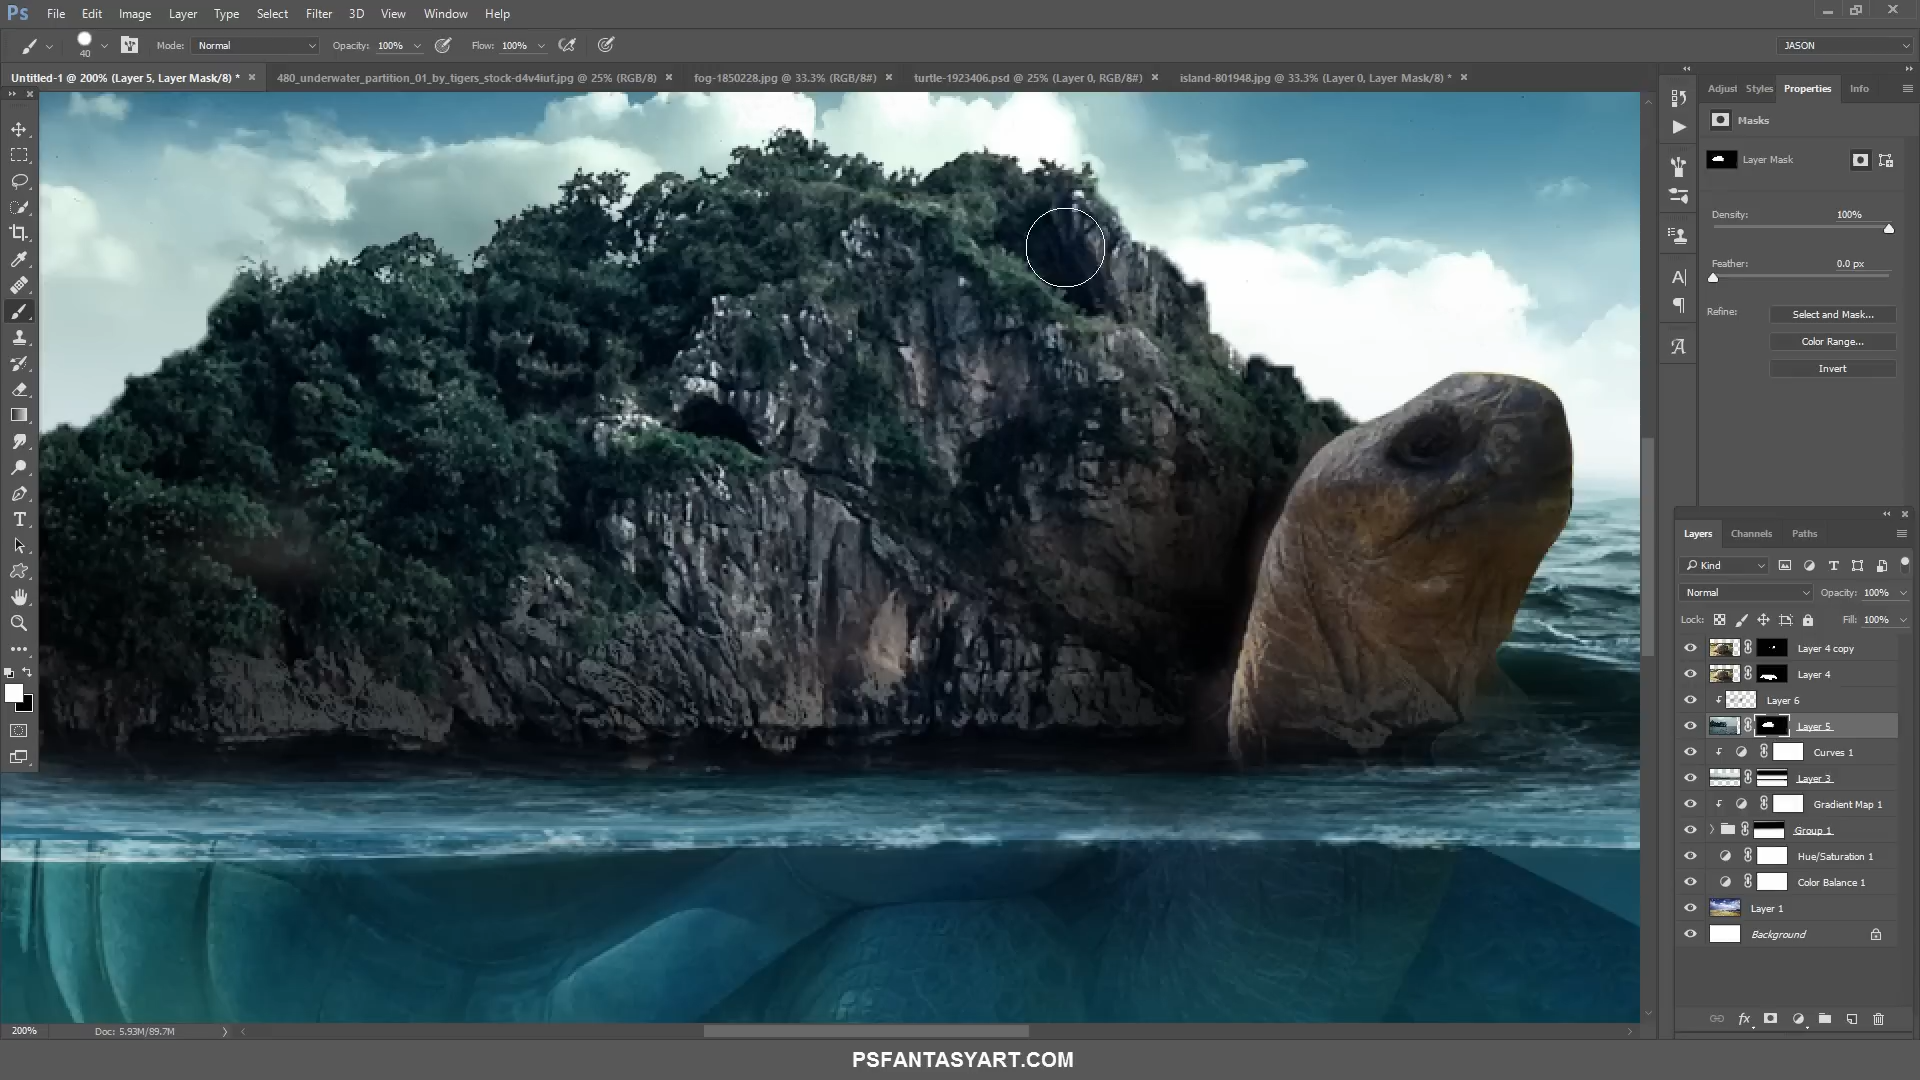 Ps File Edit Image Layer Type Select Filter 3D View Window Help
40 Mode: Normal Opacity: 100% Flow: 100% JASON
Untitled-1 @ 200% (Layer 5, Layer Mask/8) * × 480_underwater_partition_01_by_tigers_stock-d4v4iuf.jpg @ 25% (RGB/8) × fog-1850228.jpg @ 33.3% (RGB/8#) × turtle-1923406.psd @ 25% (Layer 0, RGB/8#) × island-801948.jpg @ 33.3% (Layer 0, Layer Mask/8) * ×
Adjust Styles Properties Info
Masks
Layer Mask
Density: 100%
Feather: 0.0 px
Refine: Select and Mask...
Color Range...
Invert
Layers Channels Paths
Kind
Normal Opacity: 100%
Lock: Fill: 100%
Layer 4 copy
Layer 4
Layer 6
Layer 5
Curves 1
Layer 3
Gradient Map 1
Group 1
Hue/Saturation 1
Color Balance 1
Layer 1
Background
200% Doc: 5.93M/89.7M
PSFANTASYART.COM